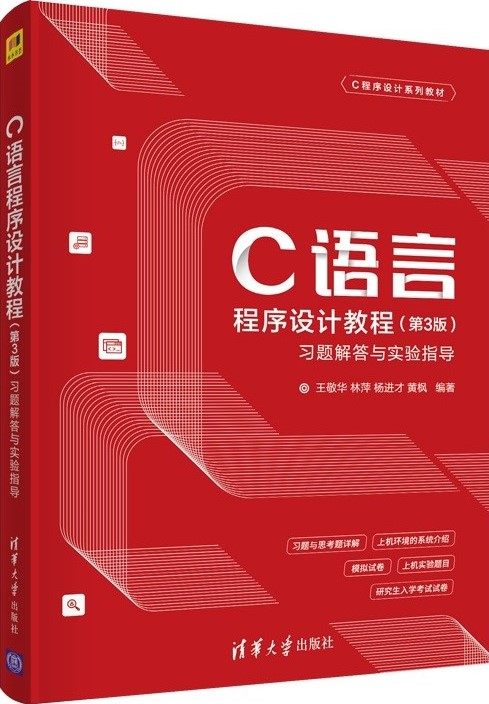 C程序设计系列教材
C语言
程序设计教程（第3版）
习题解答与实验指导
王敬华 林萍 杨进才 黄枫 编著
习题与思考题详解
上机环境的系统介绍
模拟试卷
上机实验题目
研究生入学考试试卷
清华大学出版社
C语言程序设计教程（第3版）习题解答与实验指导
清华大学出版社